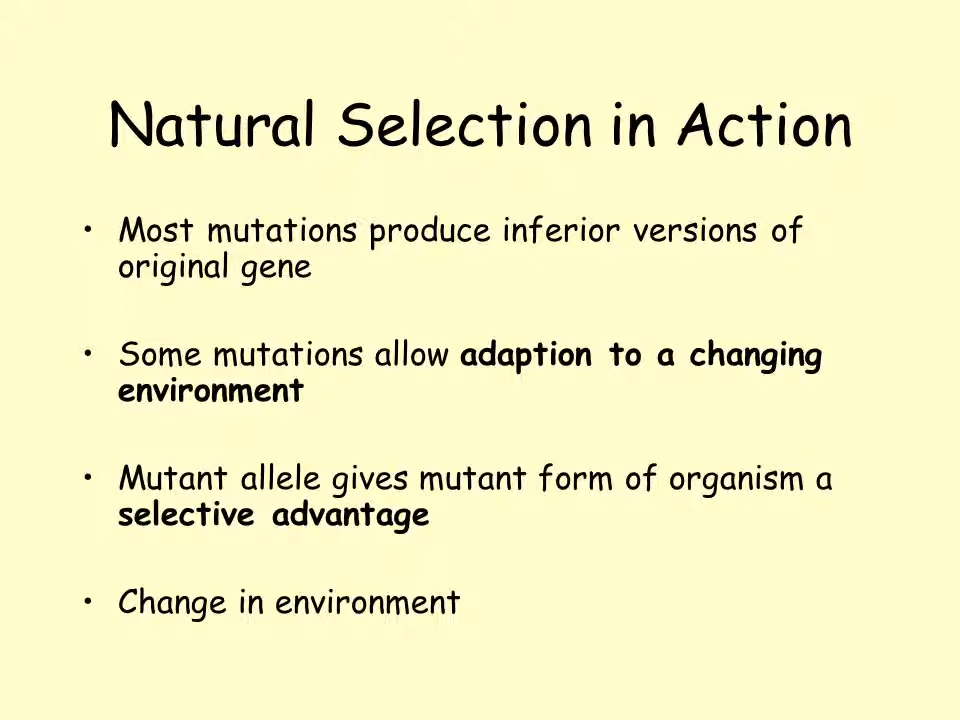 Natural Selection in Action
• Most mutations produce inferior versions of
original gene
• Some mutations allow adaption to a changing
environment
• Mutant allele gives mutant form of organism a
selective advantage
• Change in environment